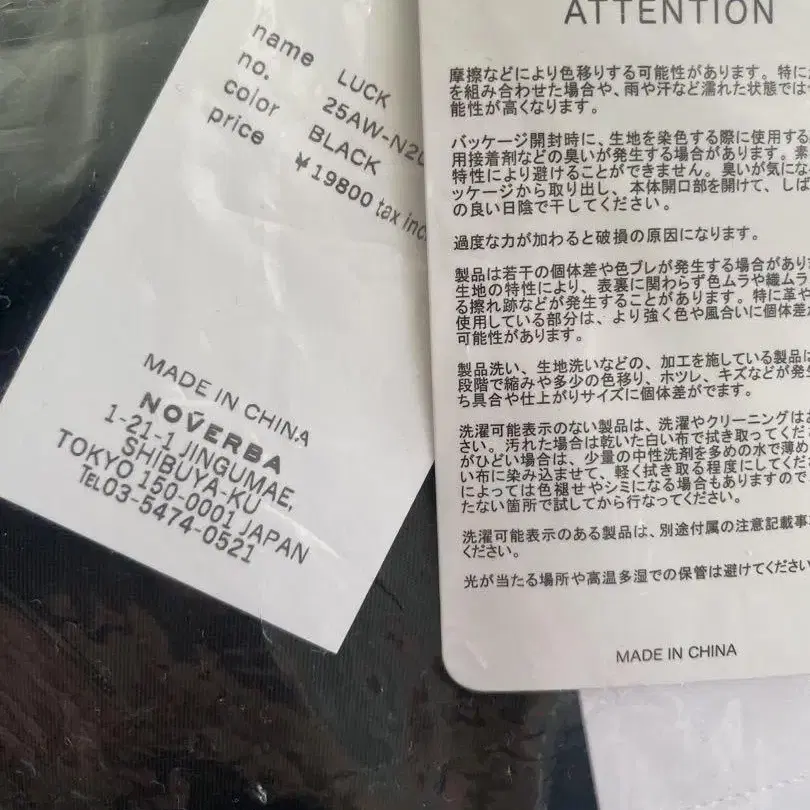 name LUCK
no. 25AW-N2
color BLACK
price ¥19800 tax inc.
MADE IN CHINA
NOVERBA
1-21-1 JINGUMAE,
SHIBUYA-KU
TOKYO 150-0001 JAPAN
TEL03-5474-0521
ATTENTION
摩擦などにより色移りする可能性があります。特に
を組み合わせた場合や、雨や汗など濡れた状態では
能性が高くなります。
パッケージ開封時に、生地を染色する際に使用する
用接着剤などの臭いが発生する場合があります。素
特性により避けることができません。臭いが気にな
ッケージから取り出し、本体開口部を開けて、しば
の良い日陰で干してください。
過度な力が加わると破損の原因になります。
製品は若干の個体差や色ブレが発生する場合があり
生地の特性により、表裏に関わらず色ムラや織ムラ
る擦れ跡などが発生することがあります。特に革や
使用している部分は、より強く色や風合いに個体差が
可能性があります。
製品洗い、生地洗いなどの、加工を施している製品は
段階で縮みや多少の色移り、ホツレ、キズなどが発生
ち具合や仕上がりサイズに個体差がでます。
洗濯可能表示のない製品は、洗濯やクリーニングは
さい。汚れた場合は乾いた白い布で拭き取ってくだ
がひどい場合は、少量の中性洗剤を多めの水で薄め
い布に染み込ませて、軽く拭き取る程度にしてくだ
によっては色褪せやシミになる場合もありますので
たない箇所で試してから行なってください。
洗濯可能表示のある製品は、別途付属の注意記載事
ください。
光が当たる場所や高温多湿での保管は避けてください
MADE IN CHINA